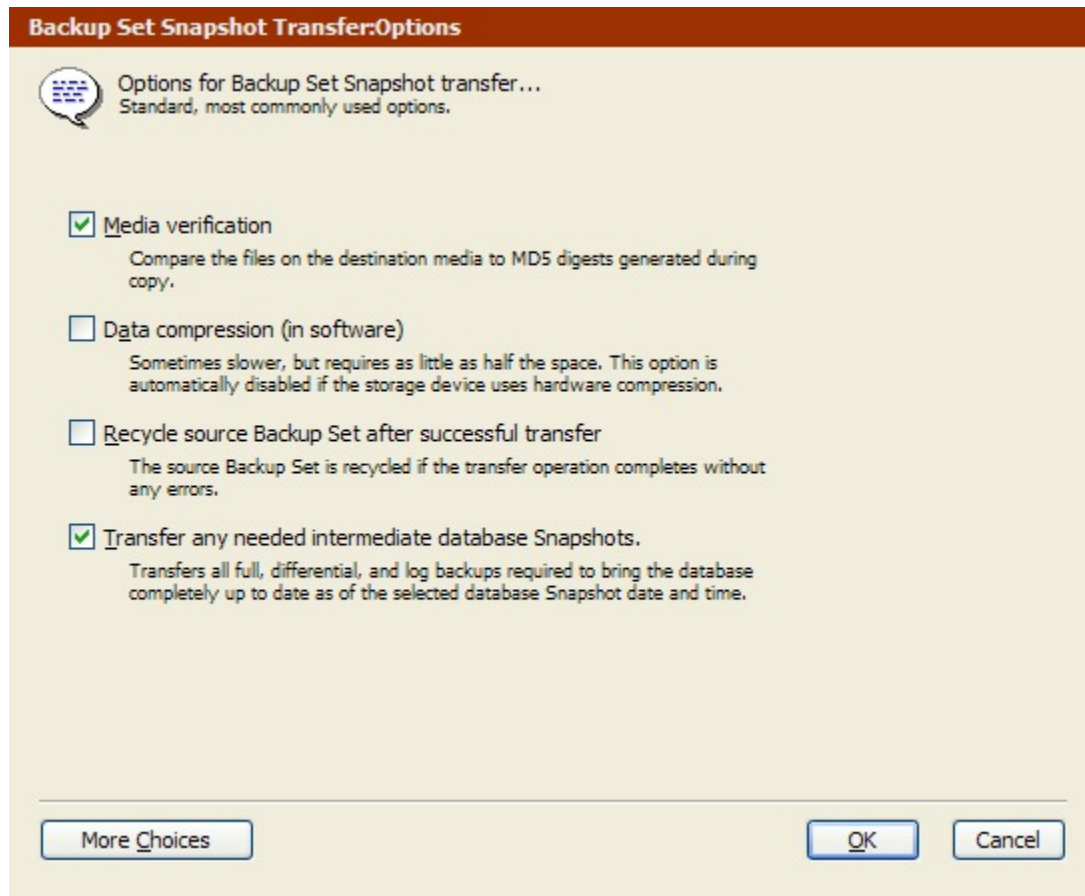 Backup Set Snapshot Transfer:Options
Options for Backup Set Snapshot transfer...
Standard, most commonly used options.
Media verification
Compare the files on the destination media to MD5 digests generated during
copy.
Data compression (in software)
Sometimes slower, but requires as little as half the space. This option is
automatically disabled if the storage device uses hardware compression.
Recycle source Backup Set after successful transfer
The source Backup Set is recycled if the transfer operation completes without
any errors.
Transfer any needed intermediate database Snapshots.
Transfers all full, differential, and log backups required to bring the database
completely up to date as of the selected database Snapshot date and time.
More Choices
OK
Cancel